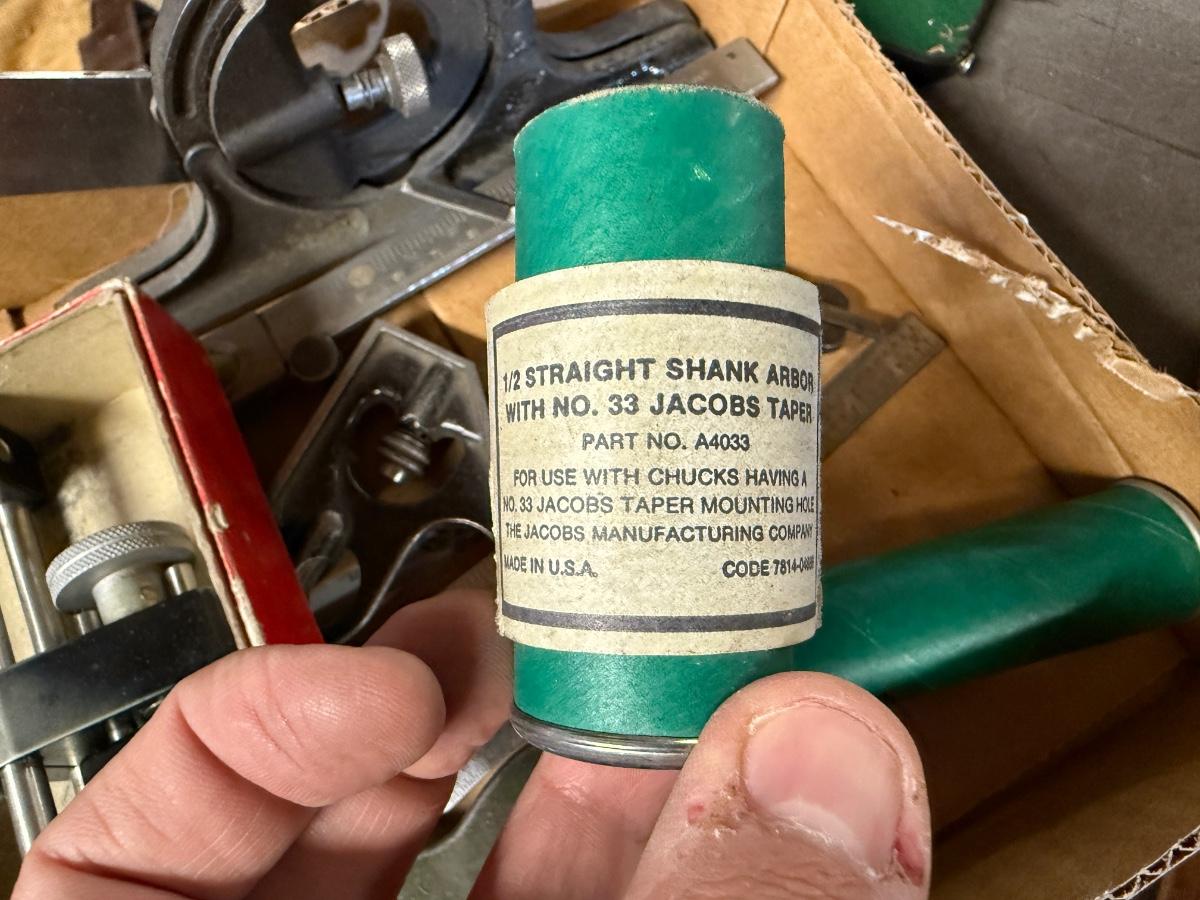 1/2 STRAIGHT SHANK ARBOR
WITH NO. 33 JACOBS TAPER
PART NO. A4033
FOR USE WITH CHUCKS HAVING A
NO. 33 JACOBS TAPER MOUNTING HOLE
THE JACOBS MANUFACTURING COMPANY
MADE IN U.S.A. CODE